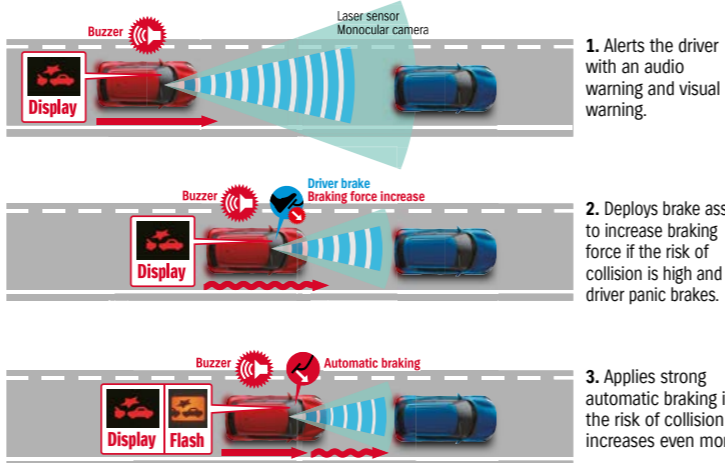 Laser sensor
Monocular camera
Buzzer
Display
1. Alerts the driver
with an audio
warning and visual
warning.
Driver brake
Braking force increase
Buzzer
Display
2. Deploys brake ass
to increase braking
force if the risk of
collision is high and
driver panic brakes.
Buzzer
Automatic braking
Display
Flash
3. Applies strong
automatic braking i
the risk of collision
increases even mor